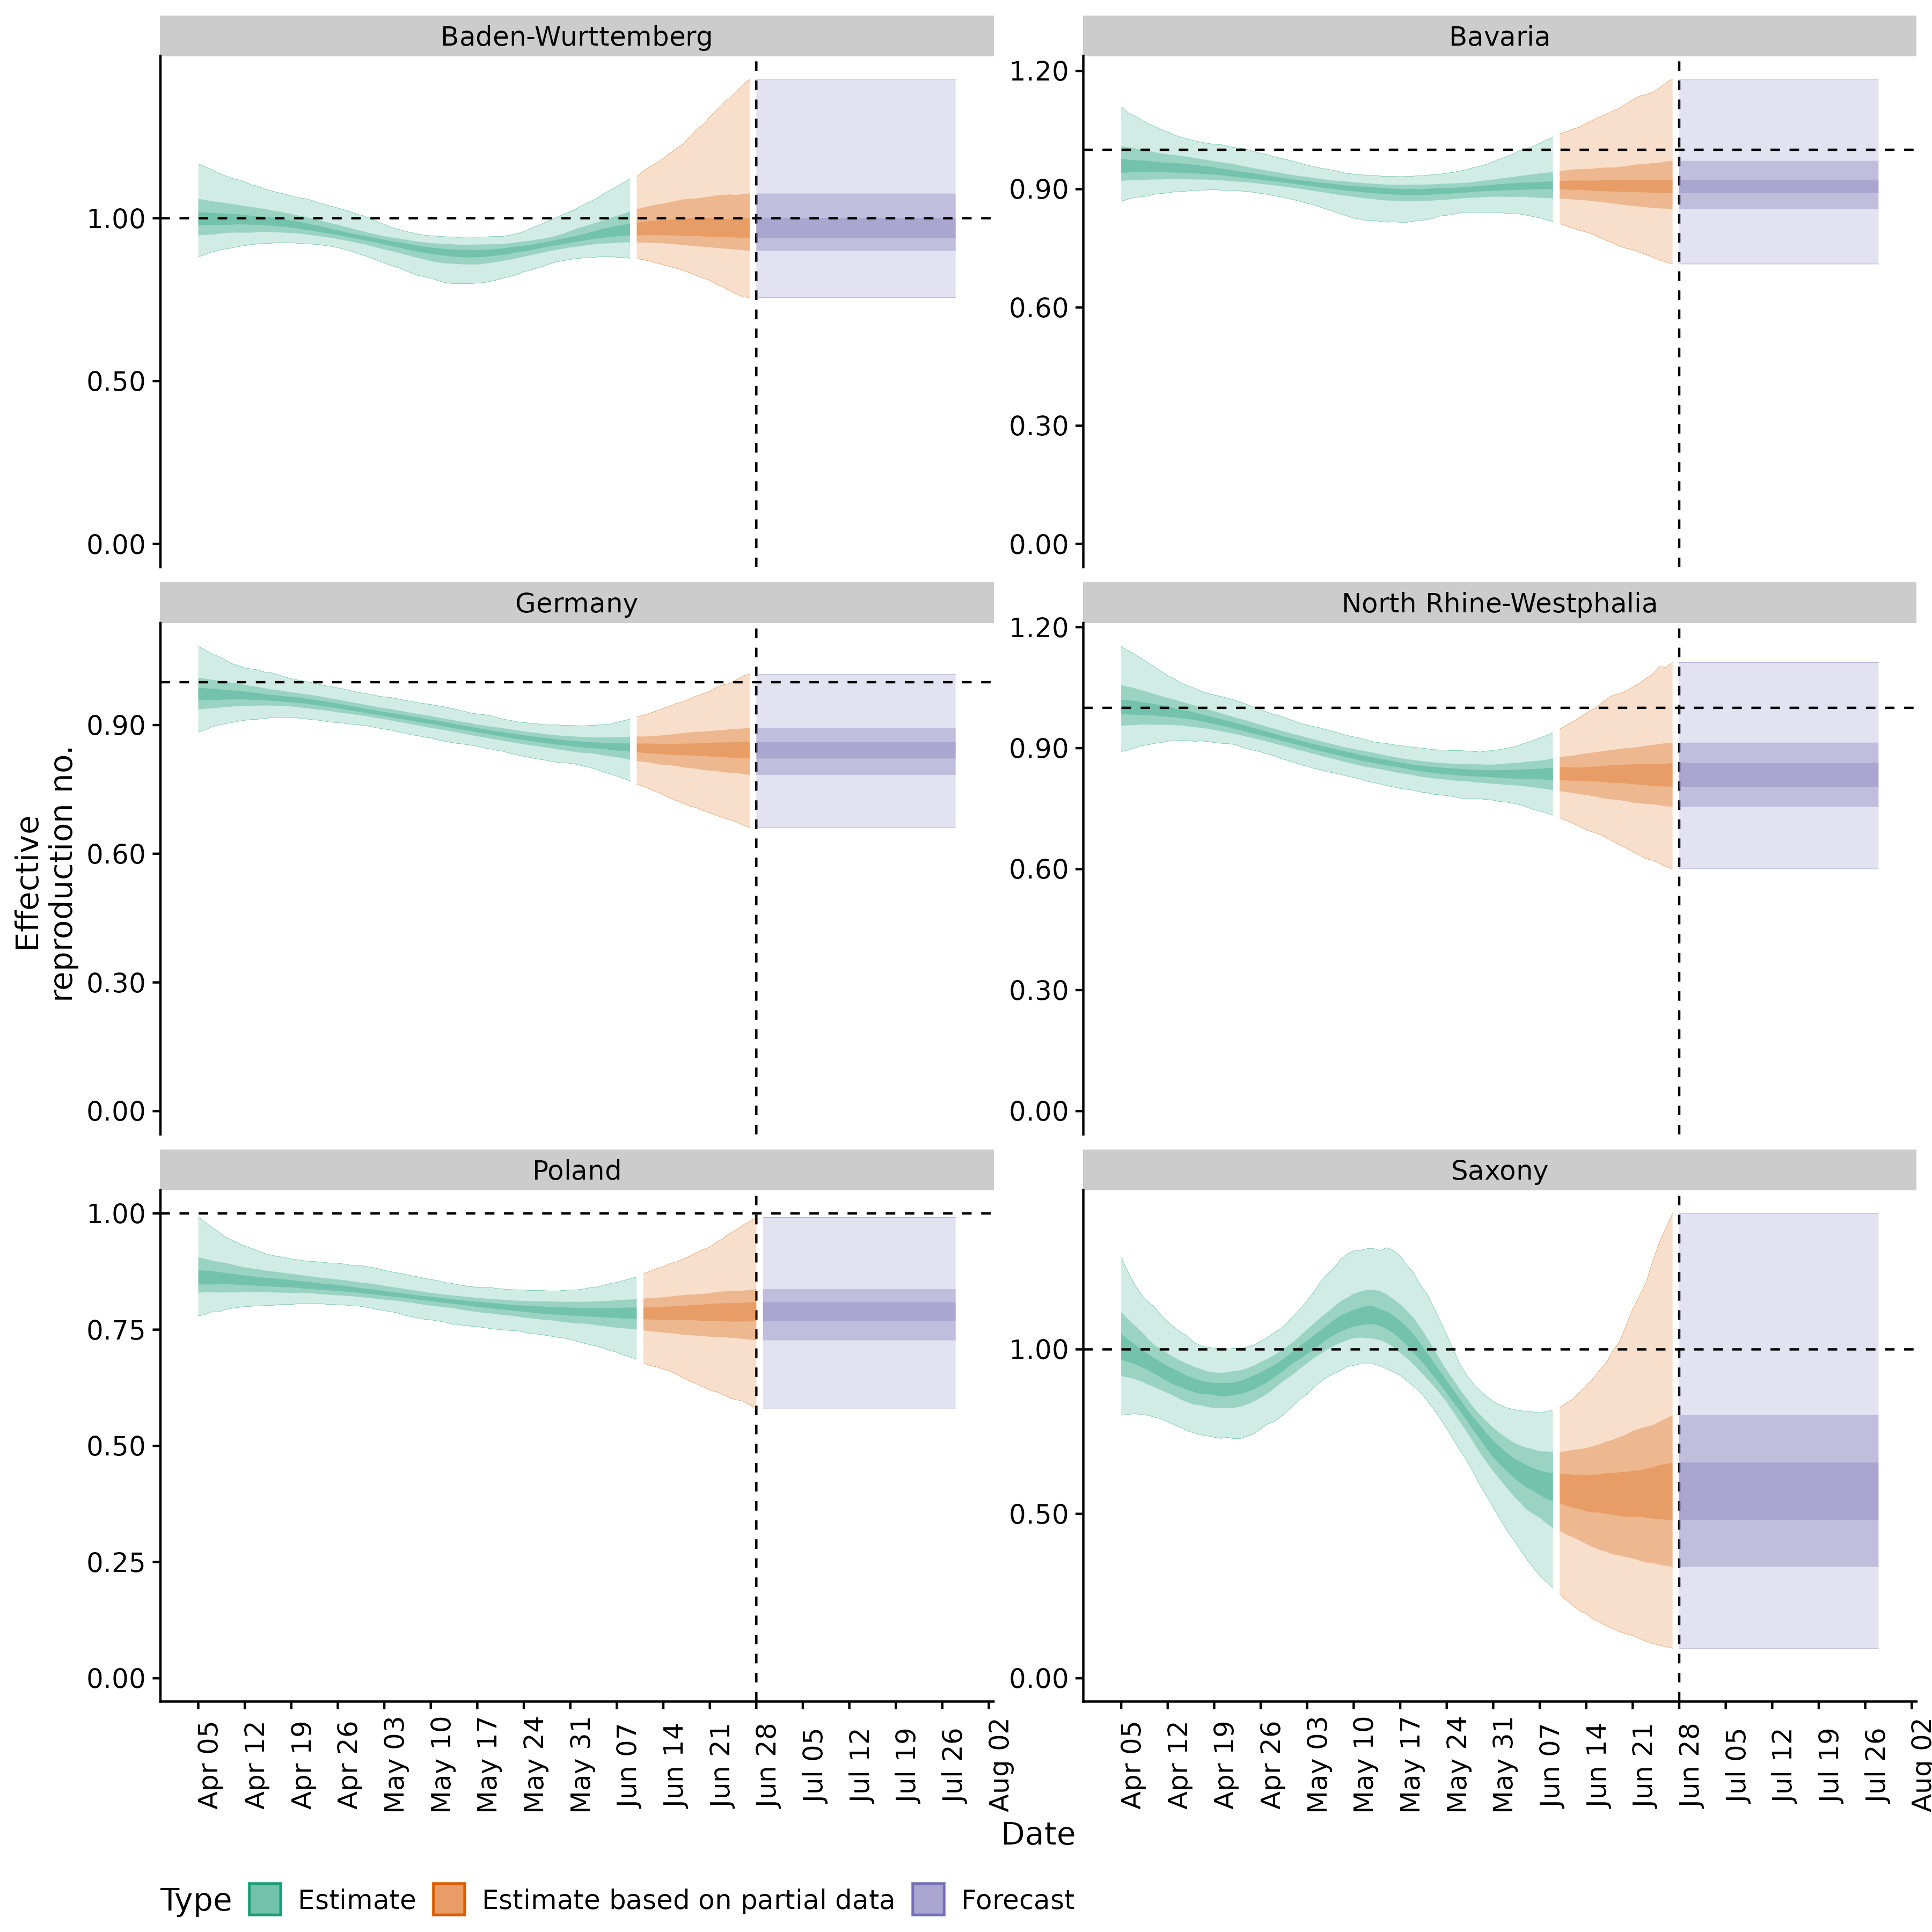 Baden-Wurttemberg
1.00
0.50
0.00
Bavaria
1.20
0.90
0.60
0.30
0.00
Germany
0.90
0.60
0.30
0.00
North Rhine-Westphalia
1.20
0.90
0.60
0.30
0.00
Poland
1.00
0.75
0.50
0.25
0.00
Saxony
1.00
0.50
0.00
Effective
reproduction no.
Apr 05
Apr 12
Apr 19
Apr 26
May 03
May 10
May 17
May 24
May 31
Jun 07
Jun 14
Jun 21
Jun 28
Jul 05
Jul 12
Jul 19
Jul 26
Aug 02
Apr 05
Apr 12
Apr 19
Apr 26
May 03
May 10
May 17
May 24
May 31
Jun 07
Jun 14
Jun 21
Jun 28
Jul 05
Jul 12
Jul 19
Jul 26
Aug 02
Date
Type Estimate Estimate based on partial data Forecast